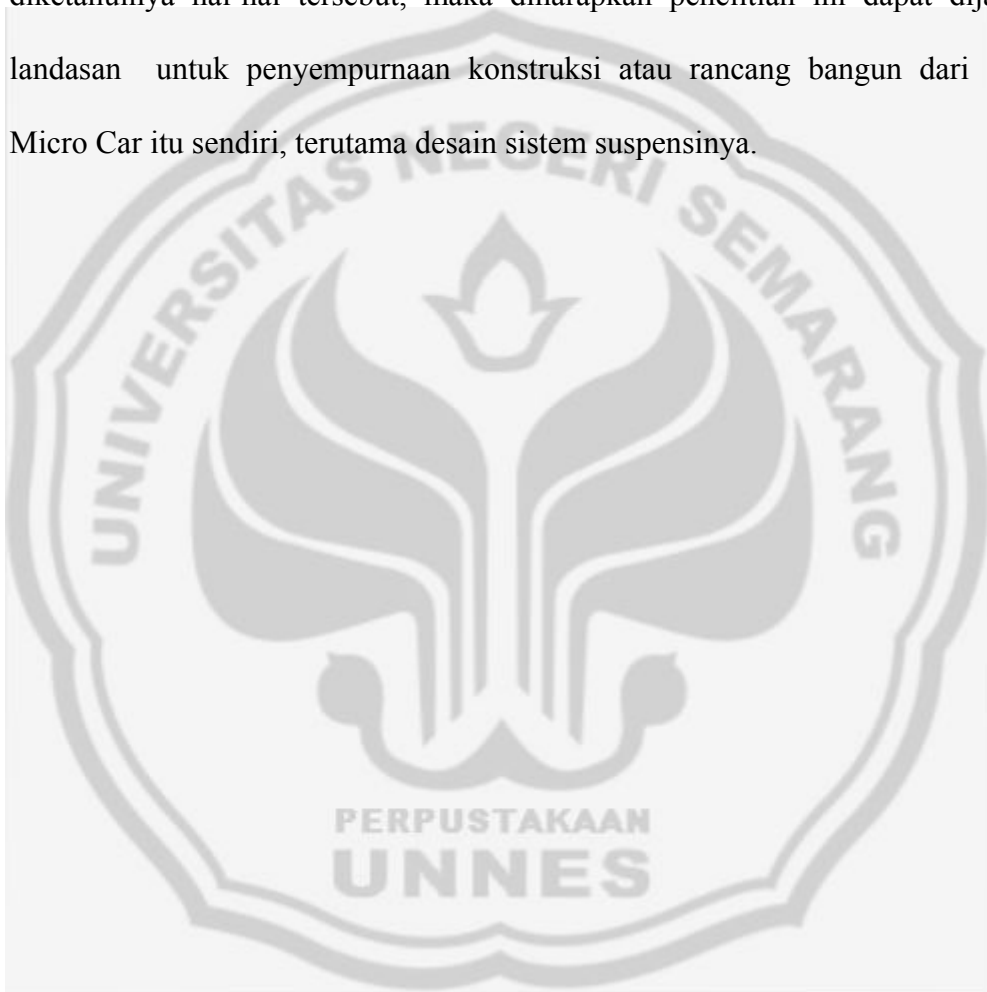 diketahuinya hal-hal tersebut, maka diharapkan penelitian ini dapat
landasan untuk penyempurnaan konstruksi atau rancang bangun dari
Micro Car itu sendiri, terutama desain sistem suspensinya.
UNIVERSITAS NEGERI SEMARANG
PERPUSTAKAAN
UNNES